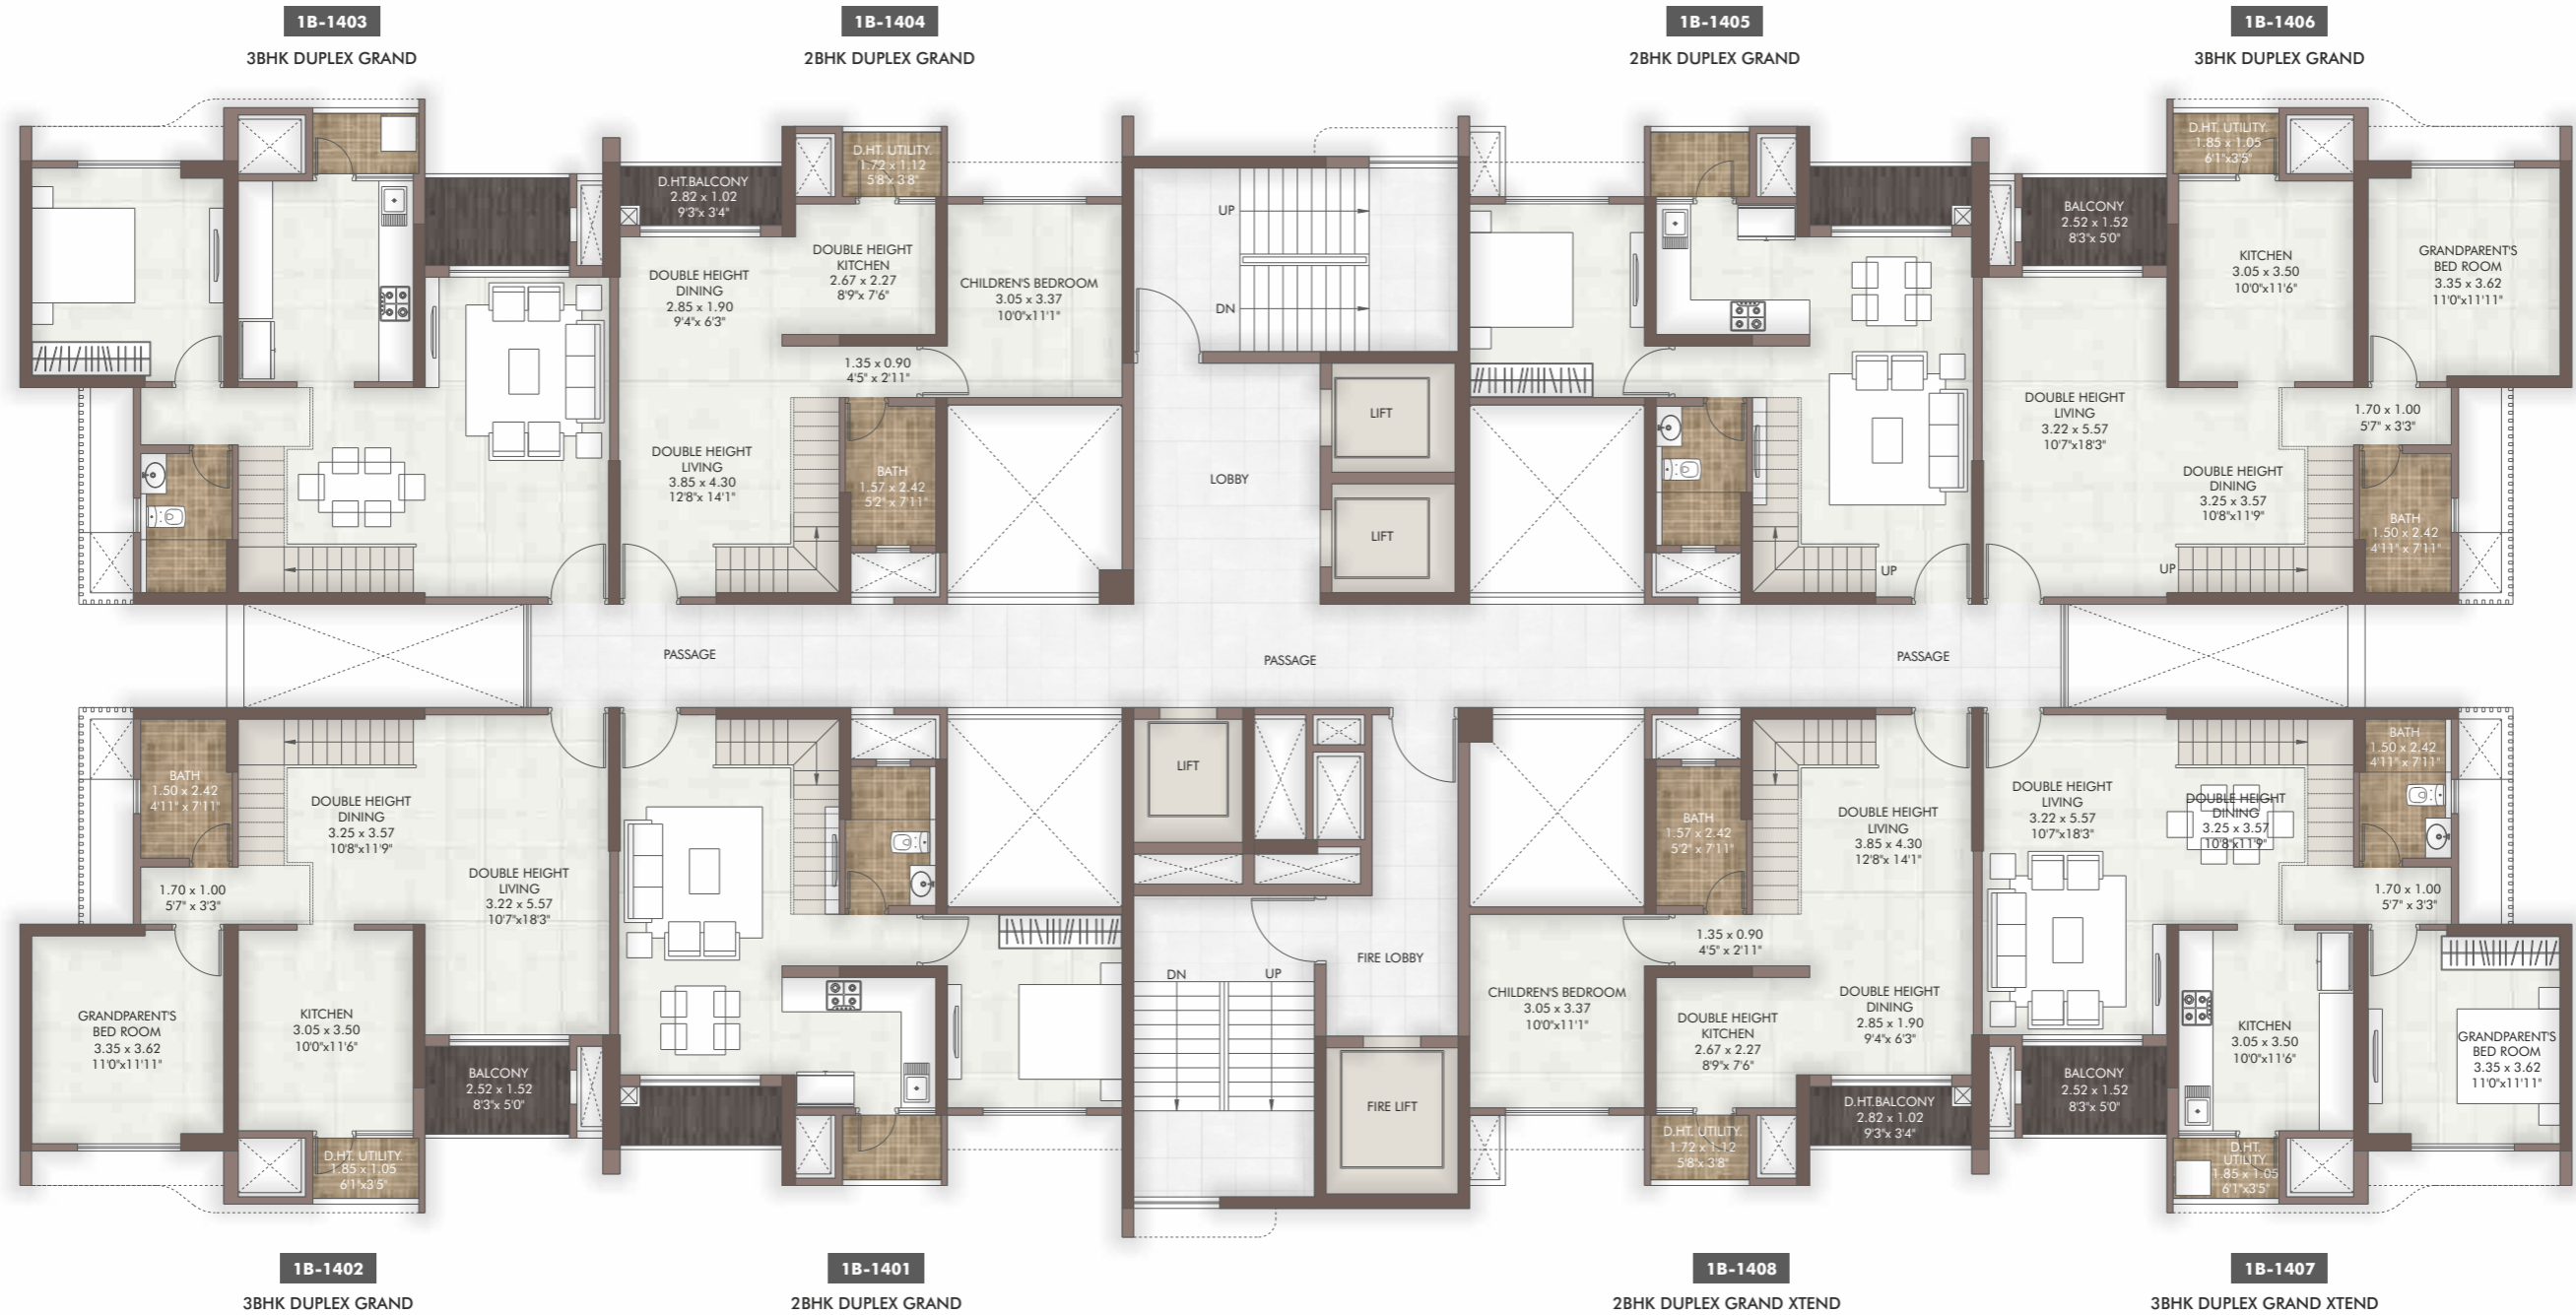 1B-1403
3BHK DUPLEX GRAND
1B-1404
2BHK DUPLEX GRAND
1B-1405
2BHK DUPLEX GRAND
1B-1406
3BHK DUPLEX GRAND
D.HT.BALCONY
2.82 x 1.02
9'3"x 3'4"
D.HT. UTILITY.
1.72 x 1.12
5'8"x 3'8"
DOUBLE HEIGHT
DINING
2.85 x 1.90
9'4"x 6'3"
DOUBLE HEIGHT
KITCHEN
2.67 x 2.27
8'9"x 7'6"
CHILDREN'S BEDROOM
3.05 x 3.37
10'0"x11'1"
1.35 x 0.90
4'5" x 2'11"
DOUBLE HEIGHT
LIVING
3.85 x 4.30
12'8"x 14'1"
BATH
1.57 x 2.42
5'2" x 7'11"
UP
DN
LOBBY
LIFT
LIFT
UP
D.HT. UTILITY.
1.85 x 1.05
6'1"x3'5"
BALCONY
2.52 x 1.52
8'3"x 5'0"
KITCHEN
3.05 x 3.50
10'0"x11'6"
GRANDPARENT'S
BED ROOM
3.35 x 3.62
11'0"x11'11"
DOUBLE HEIGHT
LIVING
3.22 x 5.57
10'7"x18'3"
1.70 x 1.00
5'7" x 3'3"
DOUBLE HEIGHT
DINING
3.25 x 3.57
10'8"x11'9"
BATH
1.50 x 2.42
4'11" x 7'11"
UP
PASSAGE
PASSAGE
PASSAGE
BATH
1.50 x 2.42
4'11" x 7'11"
DOUBLE HEIGHT
DINING
3.25 x 3.57
10'8"x11'9"
DOUBLE HEIGHT
LIVING
3.22 x 5.57
10'7"x18'3"
1.70 x 1.00
5'7" x 3'3"
GRANDPARENT'S
BED ROOM
3.35 x 3.62
11'0"x11'11"
KITCHEN
3.05 x 3.50
10'0"x11'6"
BALCONY
2.52 x 1.52
8'3"x 5'0"
D.HT. UTILITY.
1.85 x 1.05
6'1"x3'5"
LIFT
DN
UP
FIRE LOBBY
FIRE LIFT
BATH
1.57 x 2.42
5'2" x 7'11"
DOUBLE HEIGHT
LIVING
3.85 x 4.30
12'8"x 14'1"
1.35 x 0.90
4'5" x 2'11"
CHILDREN'S BEDROOM
3.05 x 3.37
10'0"x11'1"
DOUBLE HEIGHT
KITCHEN
2.67 x 2.27
8'9"x 7'6"
DOUBLE HEIGHT
DINING
2.85 x 1.90
9'4"x 6'3"
D.HT.BALCONY
2.82 x 1.02
9'3"x 3'4"
D.HT. UTILITY.
1.72 x 1.12
5'8"x 3'8"
BATH
1.50 x 2.42
4'11" x 7'11"
DOUBLE HEIGHT
LIVING
3.22 x 5.57
10'7"x18'3"
DOUBLE HEIGHT
DINING
3.25 x 3.57
10'8"x11'9"
1.70 x 1.00
5'7" x 3'3"
KITCHEN
3.05 x 3.50
10'0"x11'6"
GRANDPARENT'S
BED ROOM
3.35 x 3.62
11'0"x11'11"
BALCONY
2.52 x 1.52
8'3"x 5'0"
D.HT.
UTILITY.
1.85 x 1.05
6'1"x3'5"
1B-1402
3BHK DUPLEX GRAND
1B-1401
2BHK DUPLEX GRAND
1B-1408
2BHK DUPLEX GRAND XTEND
1B-1407
3BHK DUPLEX GRAND XTEND